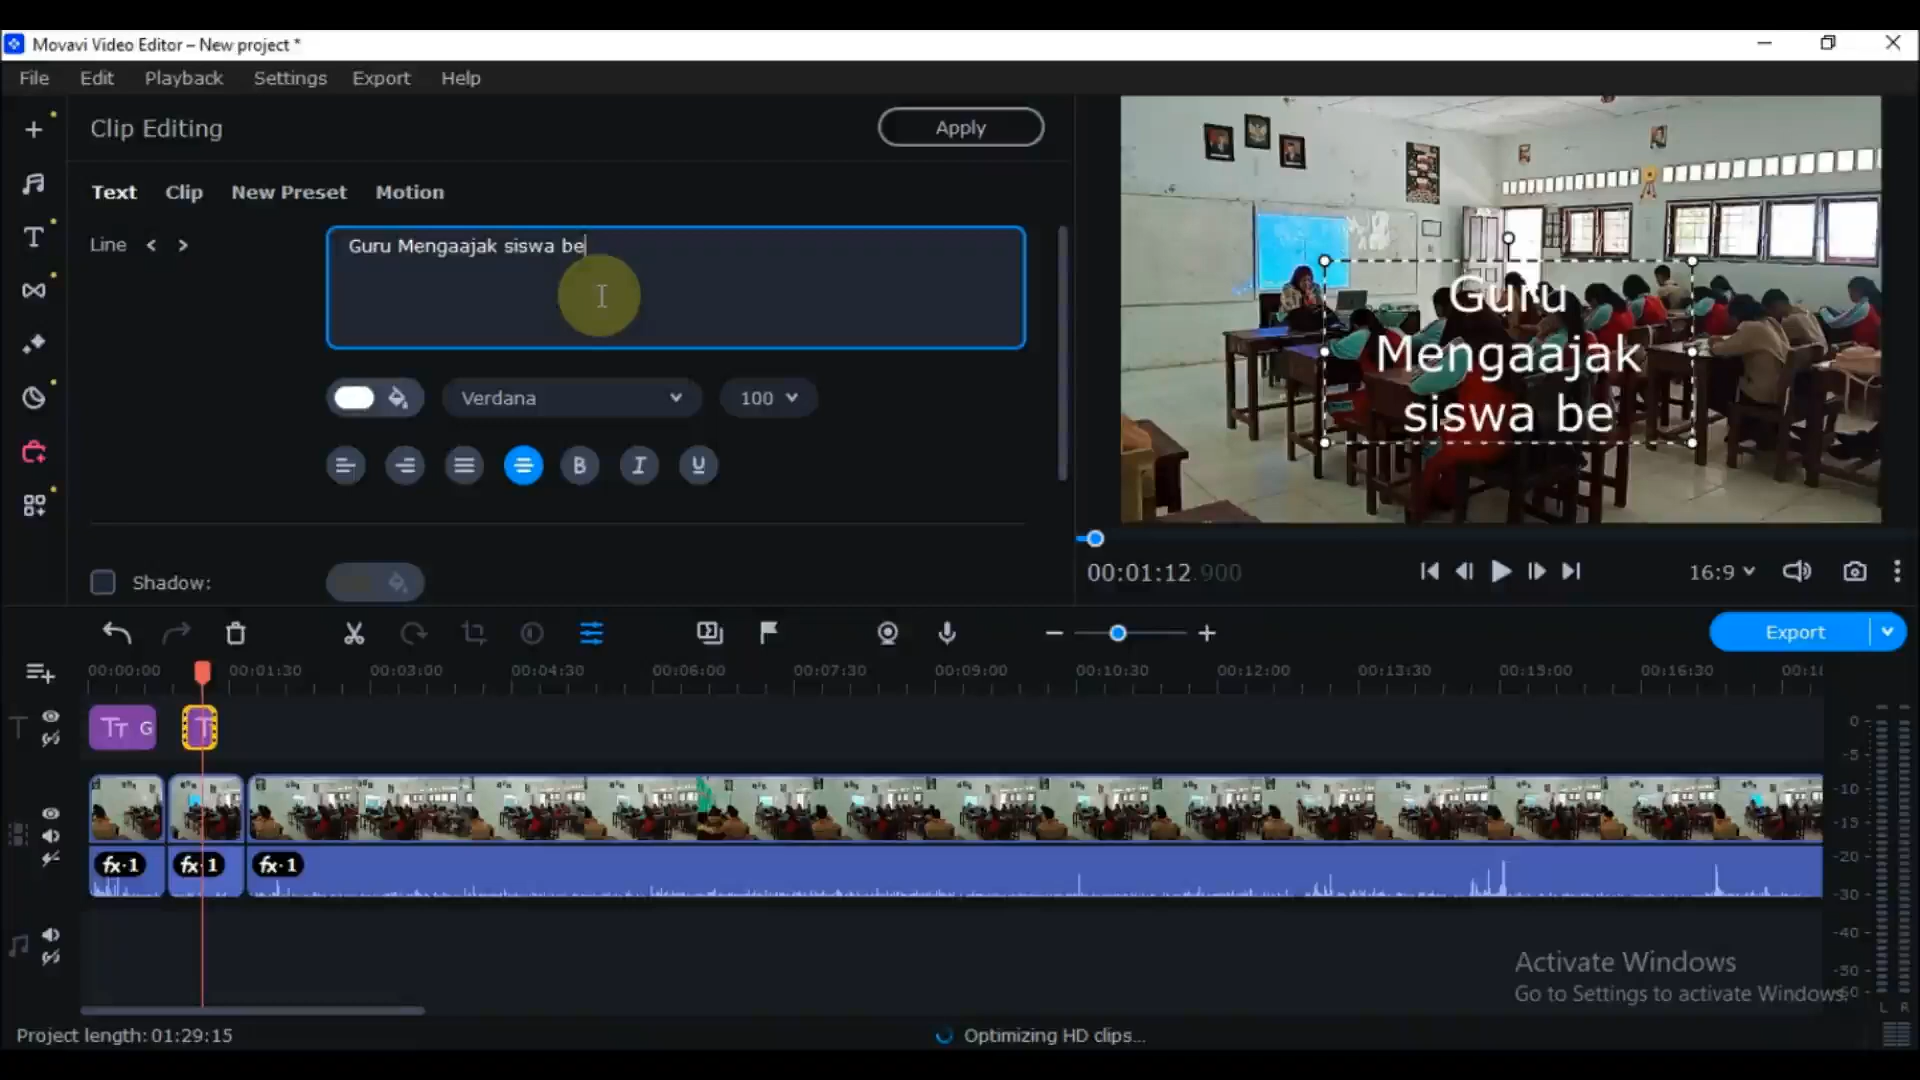 Movavi Video Editor – New project *
File Edit Playback Settings Export Help
Clip Editing
Apply
Text Clip New Preset Motion
Line < >
Guru Mengaajak siswa be
Verdana
100
B I U
Shadow:
Guru
Mengaajak
siswa be
00:01:12.900
16:9
Export
00:00:00 00:01:30 00:03:00 00:04:30 00:06:00 00:07:30 00:09:00 00:10:30 00:12:00 00:13:30 00:15:00 00:16:30
G
fx·1 fx·1 fx·1
0
-5
-10
-15
-20
-30
-40
-50
-60
L R
Activate Windows
Go to Settings to activate Windows.
Project length: 01:29:15
Optimizing HD clips...